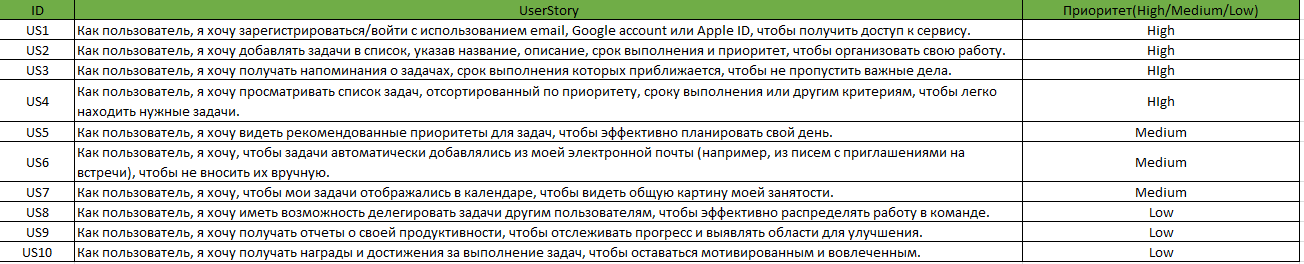 ID UserStory Приоритет(High/Medium/Low)
US1 Как пользователь, я хочу зарегистрироваться/войти с использованием email, Google account или Apple ID, чтобы получить доступ к сервису. High
US2 Как пользователь, я хочу добавлять задачи в список, указав название, описание, срок выполнения и приоритет, чтобы организовать свою работу. High
US3 Как пользователь, я хочу получать напоминания о задачах, срок выполнения которых приближается, чтобы не пропустить важные дела. HIgh
US4 Как пользователь, я хочу просматривать список задач, отсортированный по приоритету, сроку выполнения или другим критериям, чтобы легко
находить нужные задачи. HIgh
US5 Как пользователь, я хочу видеть рекомендованные приоритеты для задач, чтобы эффективно планировать свой день. Medium
US6 Как пользователь, я хочу, чтобы задачи автоматически добавлялись из моей электронной почты (например, из писем с приглашениями на
встречи), чтобы не вносить их вручную. Medium
US7 Как пользователь, я хочу, чтобы мои задачи отображались в календаре, чтобы видеть общую картину моей занятости. Medium
US8 Как пользователь, я хочу иметь возможность делегировать задачи другим пользователям, чтобы эффективно распределять работу в команде. Low
US9 Как пользователь, я хочу получать отчеты о своей продуктивности, чтобы отслеживать прогресс и выявлять области для улучшения. Low
US10 Как пользователь, я хочу получать награды и достижения за выполнение задач, чтобы оставаться мотивированным и вовлеченным. Low